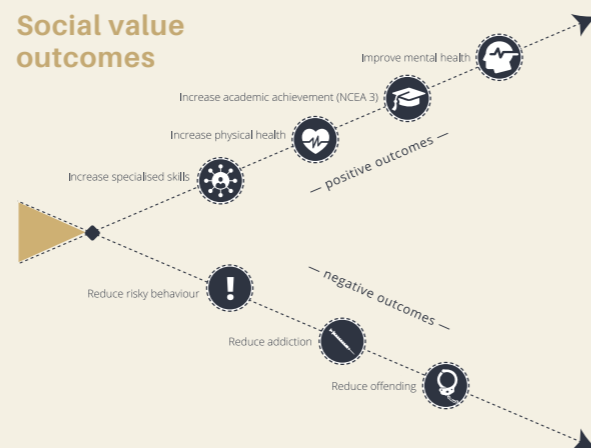 Social value
outcomes
Improve mental health
Increase academic achievement (NCEA 3)
Increase physical health
— positive outcomes —
Increase specialised skills
— negative outcomes —
Reduce risky behaviour
Reduce addiction
Reduce offending